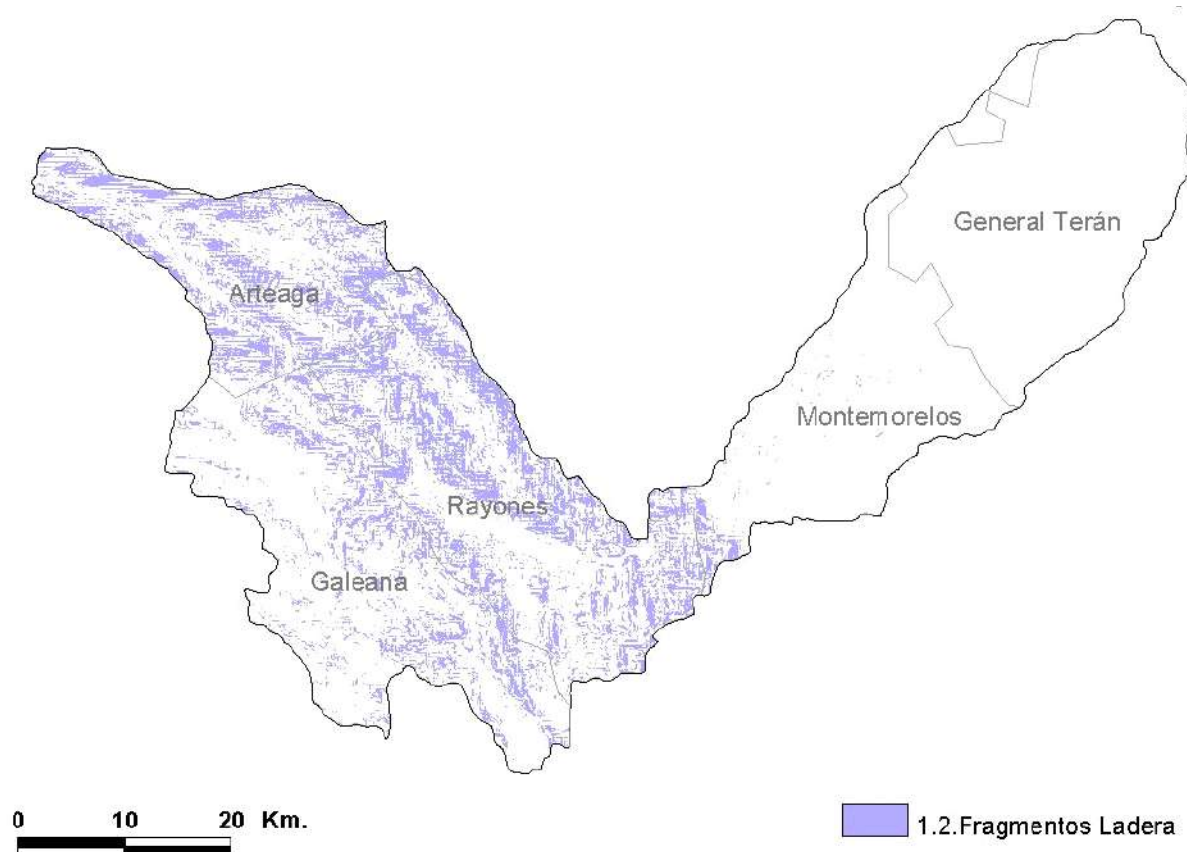 General Terán
Arteaga
Montemorelos
Rayones
Galeana
0 10 20 Km.
1.2.Fragmentos Ladera